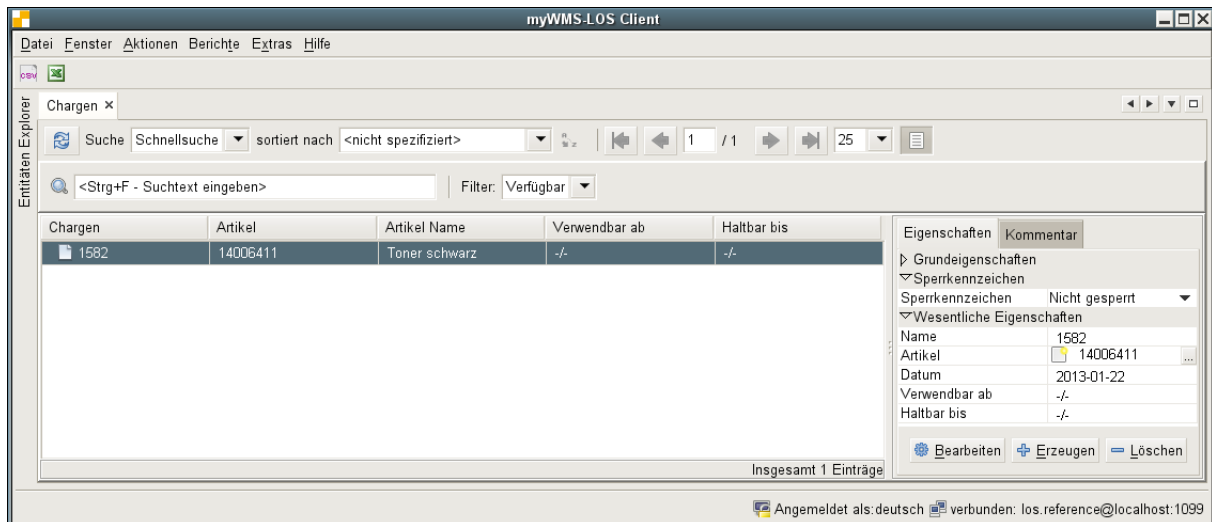 myWMS-LOS Client
Datei Fenster Aktionen Berichte Extras Hilfe
csv
Entitäten Explorer
Chargen
Suche Schnellsuche sortiert nach <nicht spezifiziert> 1 / 1 25
<Strg+F - Suchtext eingeben> Filter: Verfügbar
Chargen Artikel Artikel Name Verwendbar ab Haltbar bis
1582 14006411 Toner schwarz -/- -/-
Insgesamt 1 Einträge
Eigenschaften Kommentar
Grundeigenschaften
Sperrkennzeichen
Sperrkennzeichen Nicht gesperrt
Wesentliche Eigenschaften
Name 1582
Artikel 14006411 ...
Datum 2013-01-22
Verwendbar ab -/-
Haltbar bis -/-
Bearbeiten Erzeugen Löschen
Angemeldet als:deutsch verbunden: los.reference@localhost:1099